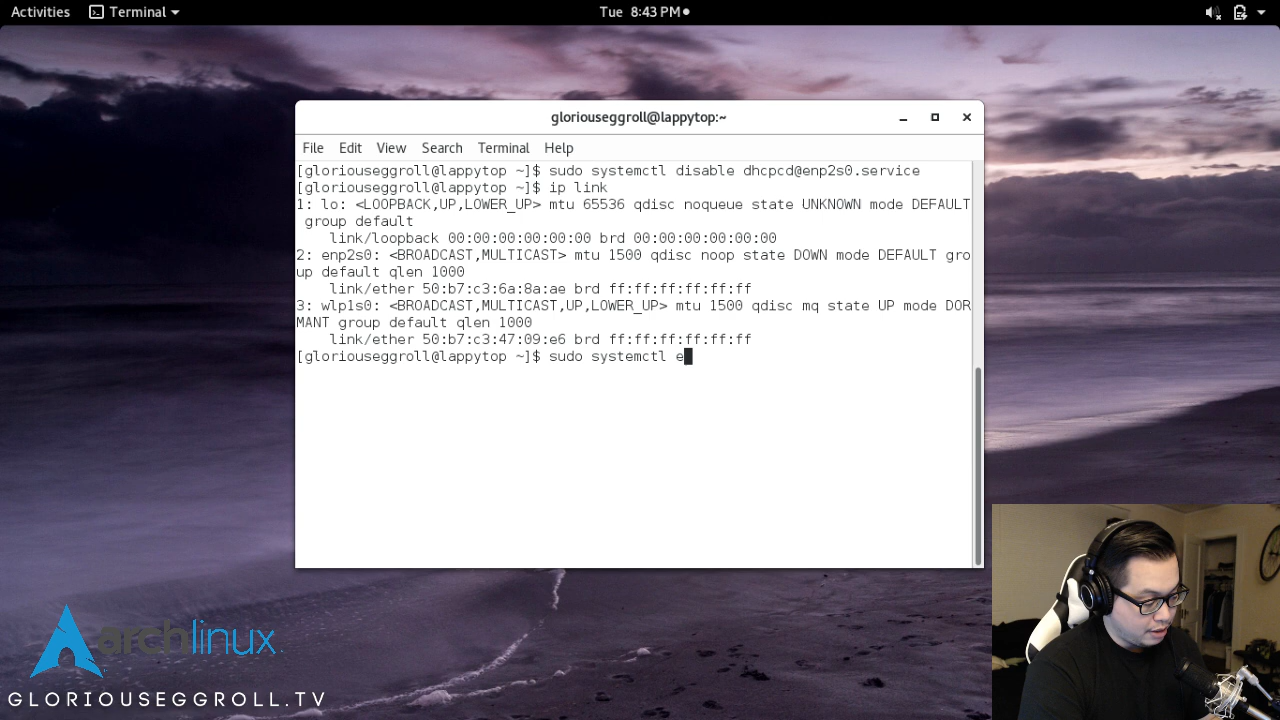 Activities
Terminal
Tue 8:43 PM
gloriouseggroll@lappytop:~
File Edit View Search Terminal Help
[gloriouseggroll@lappytop ~]$ sudo systemctl disable dhcpcd@enp2s0.service
[gloriouseggroll@lappytop ~]$ ip link
1: lo: <LOOPBACK,UP,LOWER_UP> mtu 65536 qdisc noqueue state UNKNOWN mode DEFAULT
 group default
    link/loopback 00:00:00:00:00:00 brd 00:00:00:00:00:00
2: enp2s0: <BROADCAST,MULTICAST> mtu 1500 qdisc noop state DOWN mode DEFAULT gro
up default qlen 1000
    link/ether 50:b7:c3:6a:8a:ae brd ff:ff:ff:ff:ff:ff
3: wlp1s0: <BROADCAST,MULTICAST,UP,LOWER_UP> mtu 1500 qdisc mq state UP mode DOR
MANT group default qlen 1000
    link/ether 50:b7:c3:47:09:e6 brd ff:ff:ff:ff:ff:ff
[gloriouseggroll@lappytop ~]$ sudo systemctl e
archlinux
GLORIOUSEGGROLL.TV